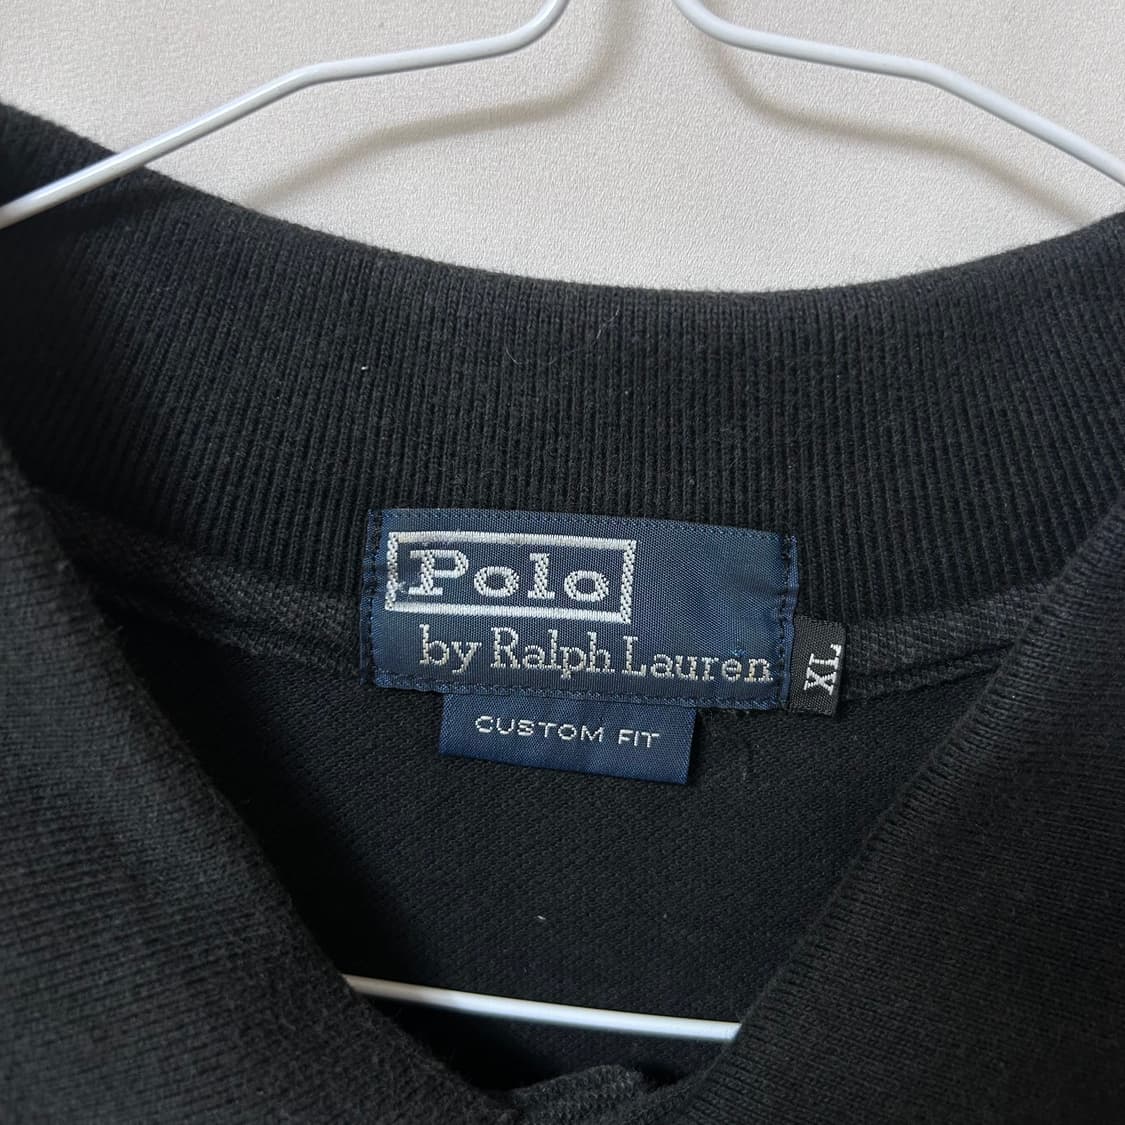 Polo
by Ralph Lauren
XL
CUSTOM FIT